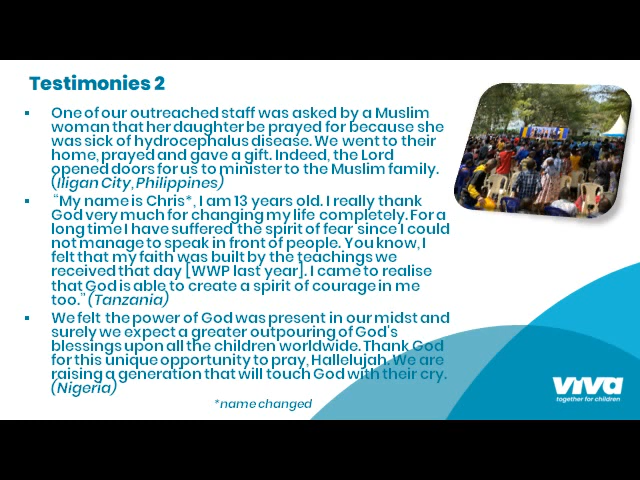 Testimonies 2
▪ One of our outreached staff was asked by a Muslim
woman that her daughter be prayed for because she
was sick of hydrocephalus disease. We went to their
home, prayed and gave a gift. Indeed, the Lord
opened doors for us to minister to the Muslim family.
(Iligan City, Philippines)
▪ “My name is Chris*, I am 13 years old. I really thank
God very much for changing my life completely. For a
long time I have suffered the spirit of fear since I could
not manage to speak in front of people. You know, I
felt that my faith was built by the teachings we
received that day [WWP last year]. I came to realise
that God is able to create a spirit of courage in me
too.” (Tanzania)
▪ We felt the power of God was present in our midst and
surely we expect a greater outpouring of God's
blessings upon all the children worldwide. Thank God
for this unique opportunity to pray, Hallelujah. We are
raising a generation that will touch God with their cry.
(Nigeria)
*name changed
viva
together for children